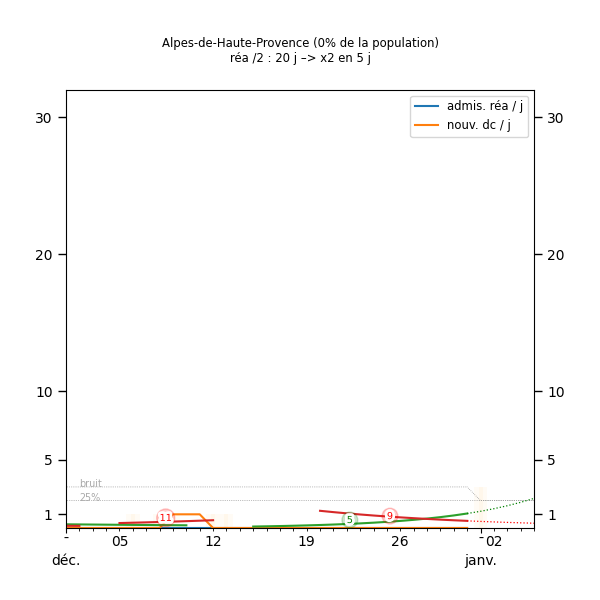 Alpes-de-Haute-Provence (0% de la population)
réa /2 : 20 j –> x2 en 5 j
admis. réa / j
nouv. dc / j
30 30
20 20
10 10
5 5
bruit
25%
1 11 5 9 1
- 05 12 19 26 - 02
déc. janv.